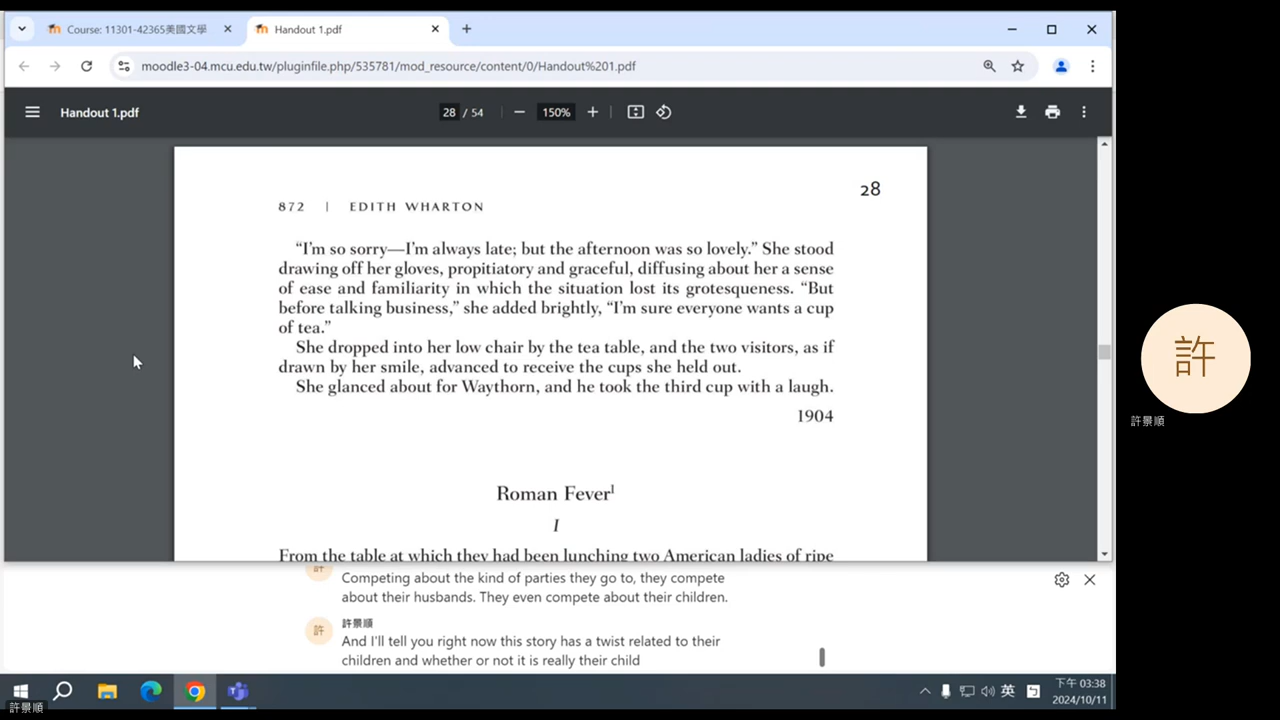 Course: 11301-42365美國文學
Handout 1.pdf
moodle3-04.mcu.edu.tw/pluginfile.php/535781/mod_resource/content/0/Handout%201.pdf
Handout 1.pdf
28 / 54
150%
28
872 | EDITH WHARTON
“I'm so sorry—I'm always late; but the afternoon was so lovely.” She stood
drawing off her gloves, propitiatory and graceful, diffusing about her a sense
of ease and familiarity in which the situation lost its grotesqueness. “But
before talking business,” she added brightly, “I'm sure everyone wants a cup
of tea.”
She dropped into her low chair by the tea table, and the two visitors, as if
drawn by her smile, advanced to receive the cups she held out.
She glanced about for Waythorn, and he took the third cup with a laugh.
1904
Roman Fever1
I
From the table at which they had been lunching two American ladies of ripe
許
許景順
許
Competing about the kind of parties they go to, they compete
about their husbands. They even compete about their children.
許景順
許
And I'll tell you right now this story has a twist related to their
children and whether or not it is really their child
英
ㄅ
下午 03:38
2024/10/11
許景順